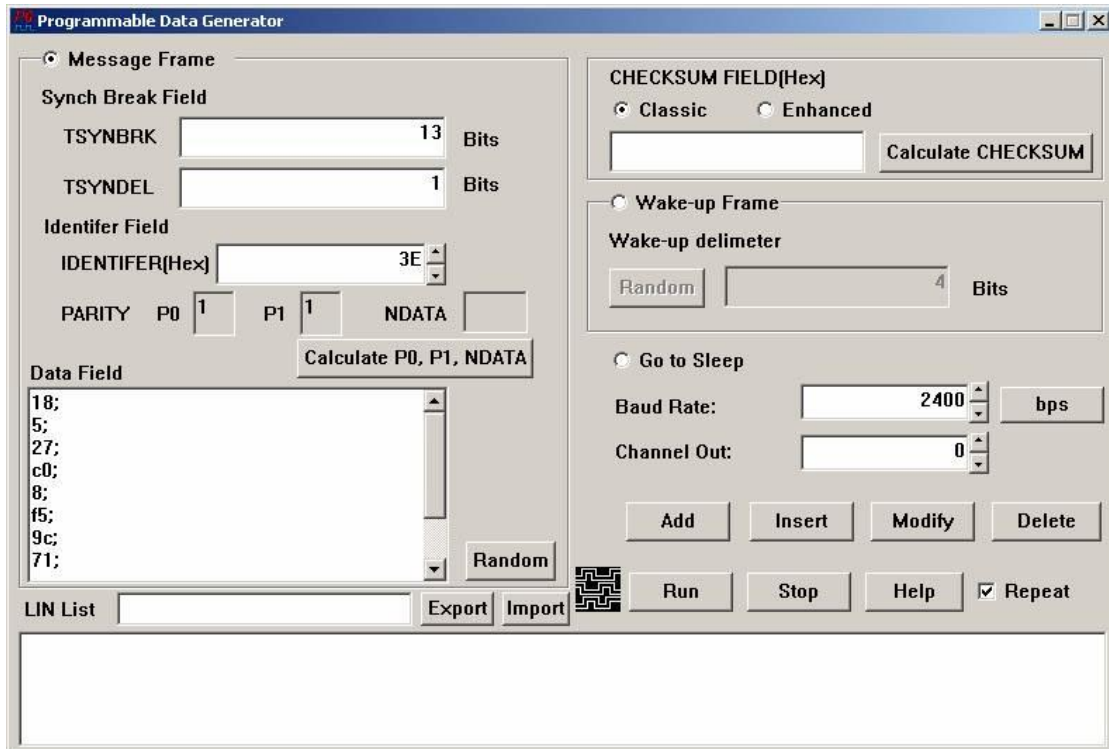 Programmable Data Generator
Message Frame
Synch Break Field
TSYNBRK 13 Bits
TSYNDEL 1 Bits
Identifer Field
IDENTIFER(Hex) 3E
PARITY P0 1 P1 1 NDATA
Calculate P0, P1, NDATA
Data Field
18;
5;
27;
c0;
8;
f5;
9c;
71;
Random
LIN List Export Import
CHECKSUM FIELD(Hex)
Classic Enhanced
Calculate CHECKSUM
Wake-up Frame
Wake-up delimeter
Random 4 Bits
Go to Sleep
Baud Rate: 2400 bps
Channel Out: 0
Add Insert Modify Delete
Run Stop Help Repeat